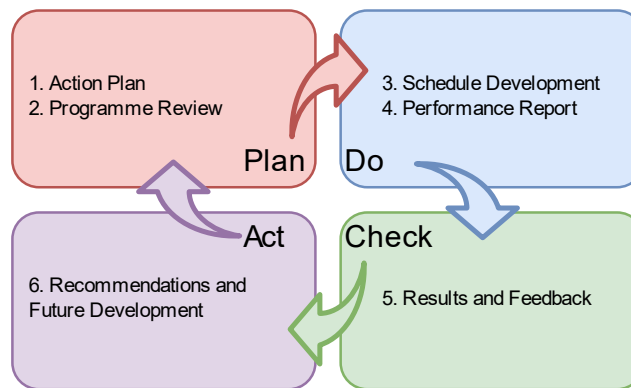 1. Action Plan
2. Programme Review
Plan
3. Schedule Development
4. Performance Report
Do
Check
5. Results and Feedback
Act
6. Recommendations and
Future Development